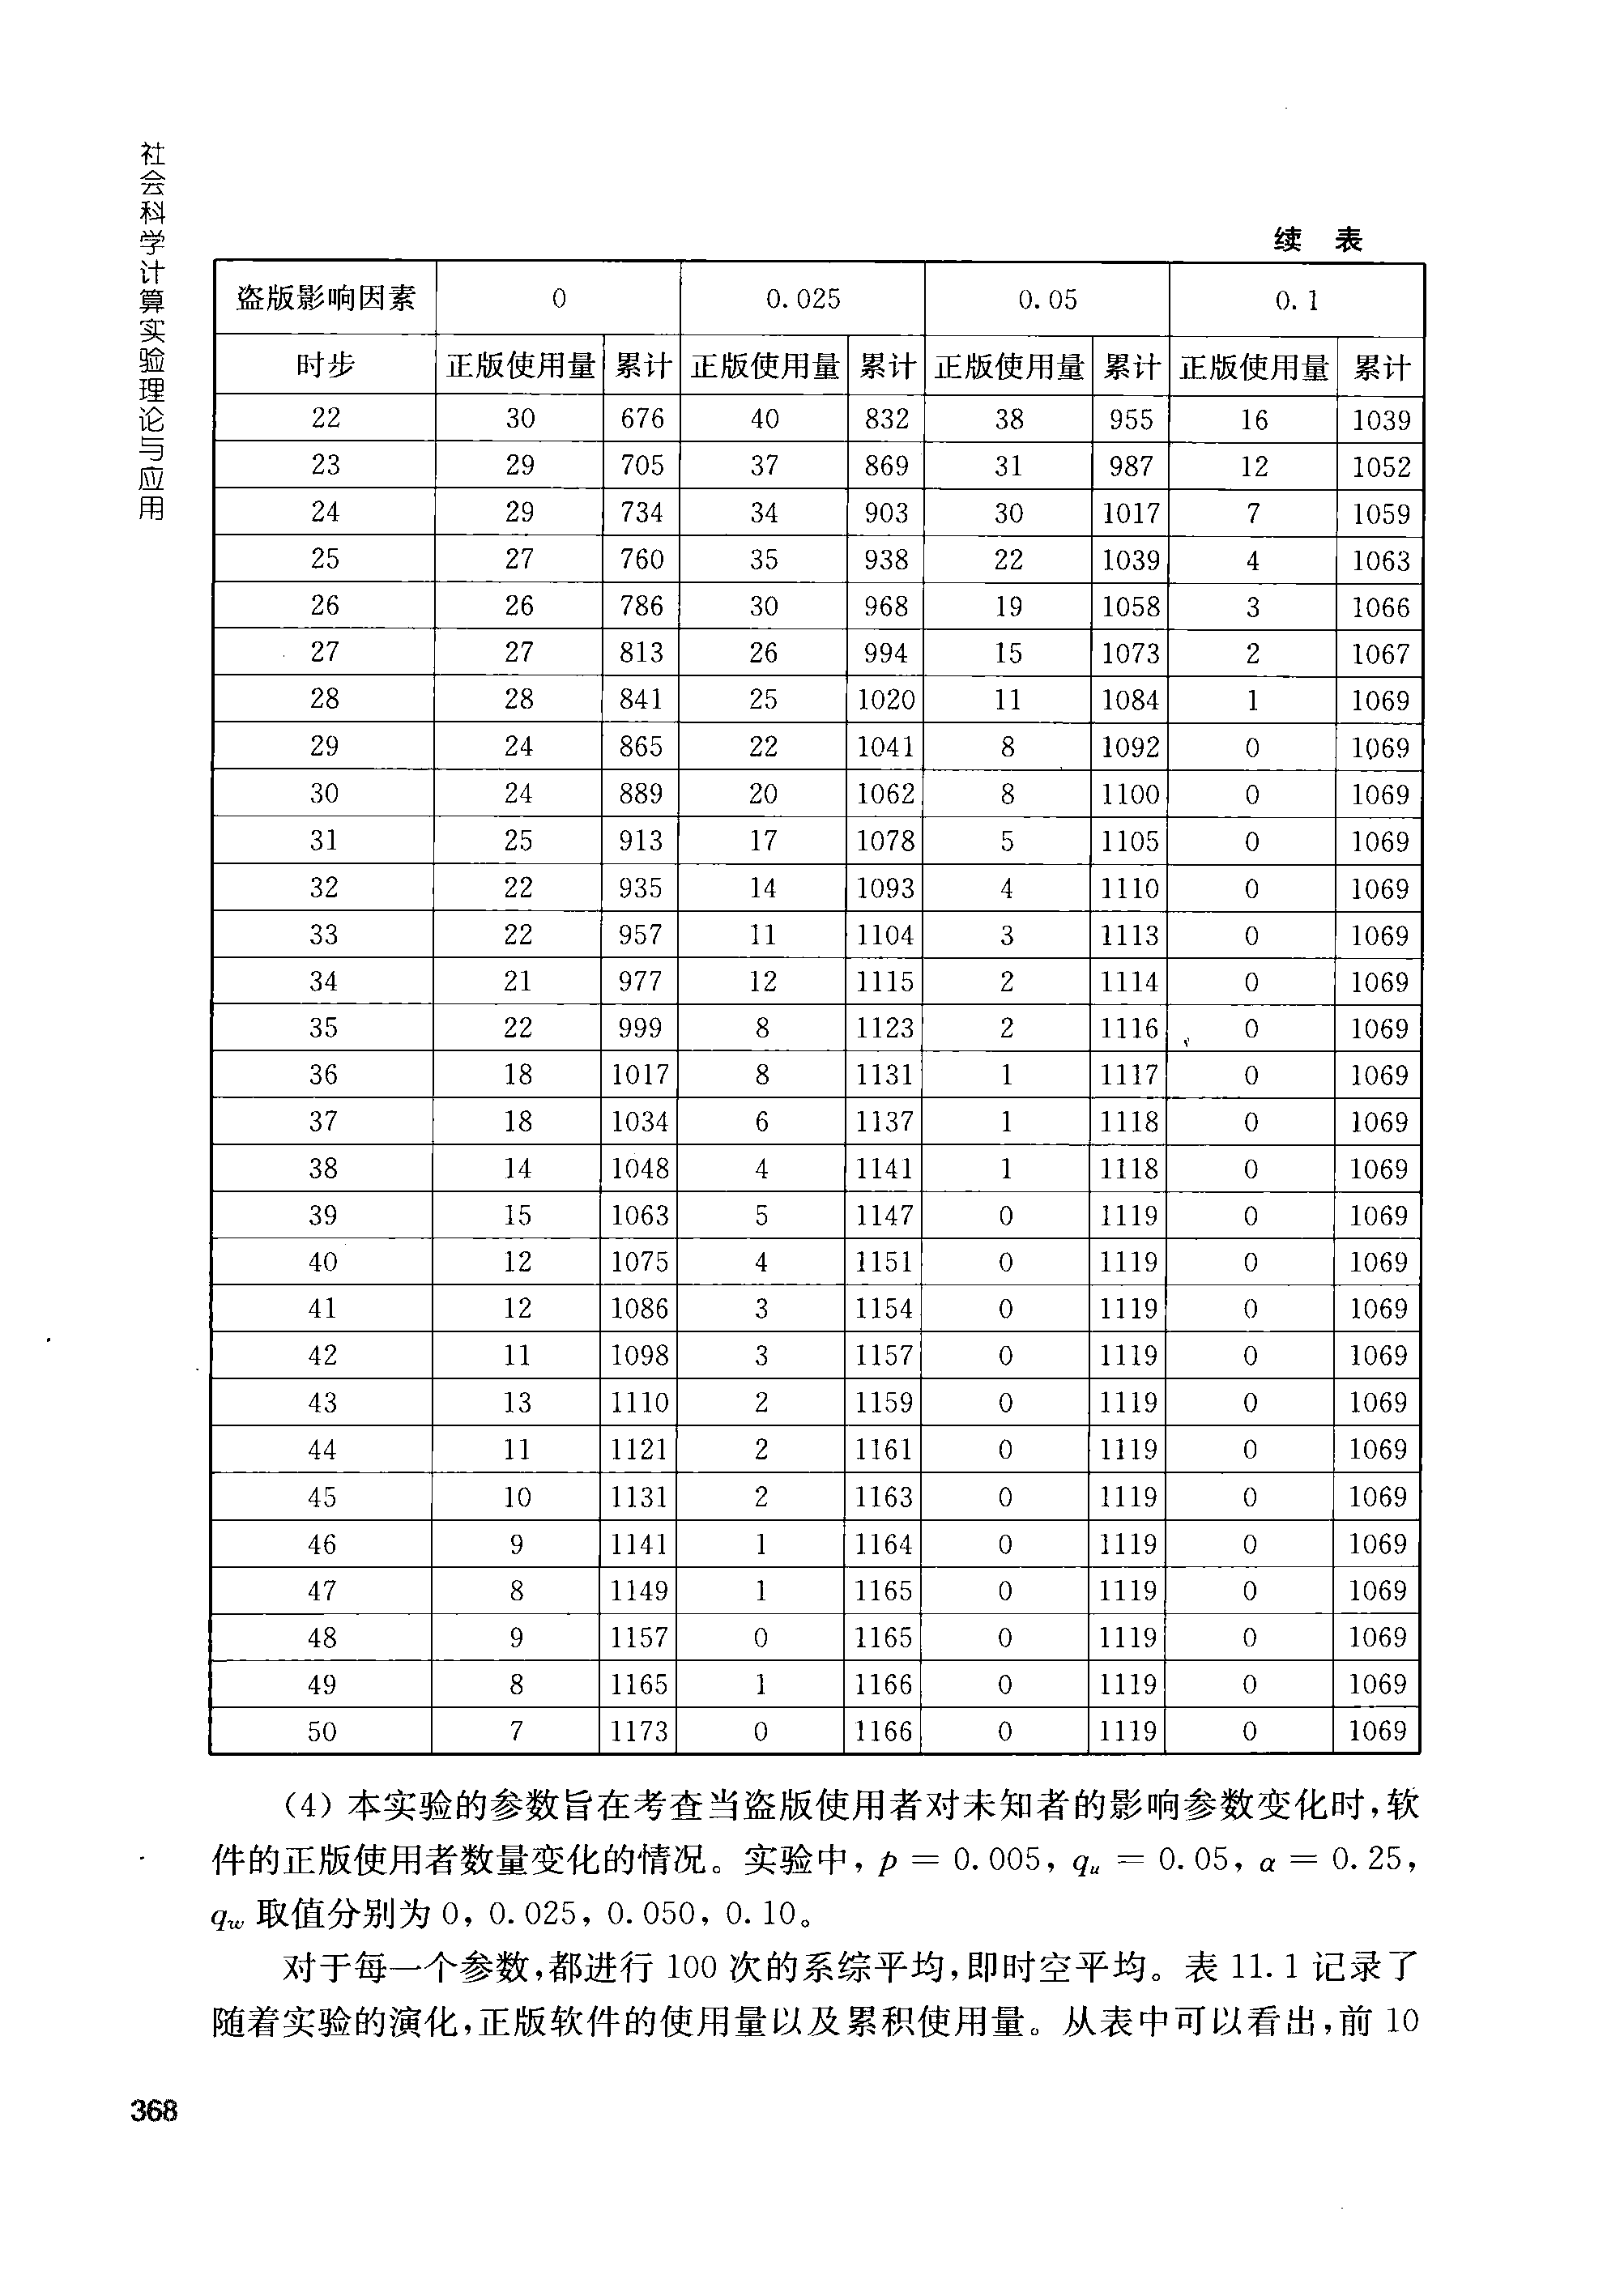 社会科学计算实验理论与应用
续 表
盗版影响因素 0 0.025 0.05 0.1
时步 正版使用量 累计 正版使用量 累计 正版使用量 累计 正版使用量 累计
22 30 676 40 832 38 955 16 1039
23 29 705 37 869 31 987 12 1052
24 29 734 34 903 30 1017 7 1059
25 27 760 35 938 22 1039 4 1063
26 26 786 30 968 19 1058 3 1066
27 27 813 26 994 15 1073 2 1067
28 28 841 25 1020 11 1084 1 1069
29 24 865 22 1041 8 1092 0 1069
30 24 889 20 1062 8 1100 0 1069
31 25 913 17 1078 5 1105 0 1069
32 22 935 14 1093 4 1110 0 1069
33 22 957 11 1104 3 1113 0 1069
34 21 977 12 1115 2 1114 0 1069
35 22 999 8 1123 2 1116 0 1069
36 18 1017 8 1131 1 1117 0 1069
37 18 1034 6 1137 1 1118 0 1069
38 14 1048 4 1141 1 1118 0 1069
39 15 1063 5 1147 0 1119 0 1069
40 12 1075 4 1151 0 1119 0 1069
41 12 1086 3 1154 0 1119 0 1069
42 11 1098 3 1157 0 1119 0 1069
43 13 1110 2 1159 0 1119 0 1069
44 11 1121 2 1161 0 1119 0 1069
45 10 1131 2 1163 0 1119 0 1069
46 9 1141 1 1164 0 1119 0 1069
47 8 1149 1 1165 0 1119 0 1069
48 9 1157 0 1165 0 1119 0 1069
49 8 1165 1 1166 0 1119 0 1069
50 7 1173 0 1166 0 1119 0 1069
(4) 本实验的参数旨在考查当盗版使用者对未知者的影响参数变化时,软
件的正版使用者数量变化的情况。实验中, p = 0.005, qᵤ = 0.05, α = 0.25,
q_w 取值分别为 0, 0.025, 0.050, 0.10。
对于每一个参数,都进行 100 次的系综平均,即时空平均。表 11.1 记录了
随着实验的演化,正版软件的使用量以及累积使用量。从表中可以看出,前 10
368